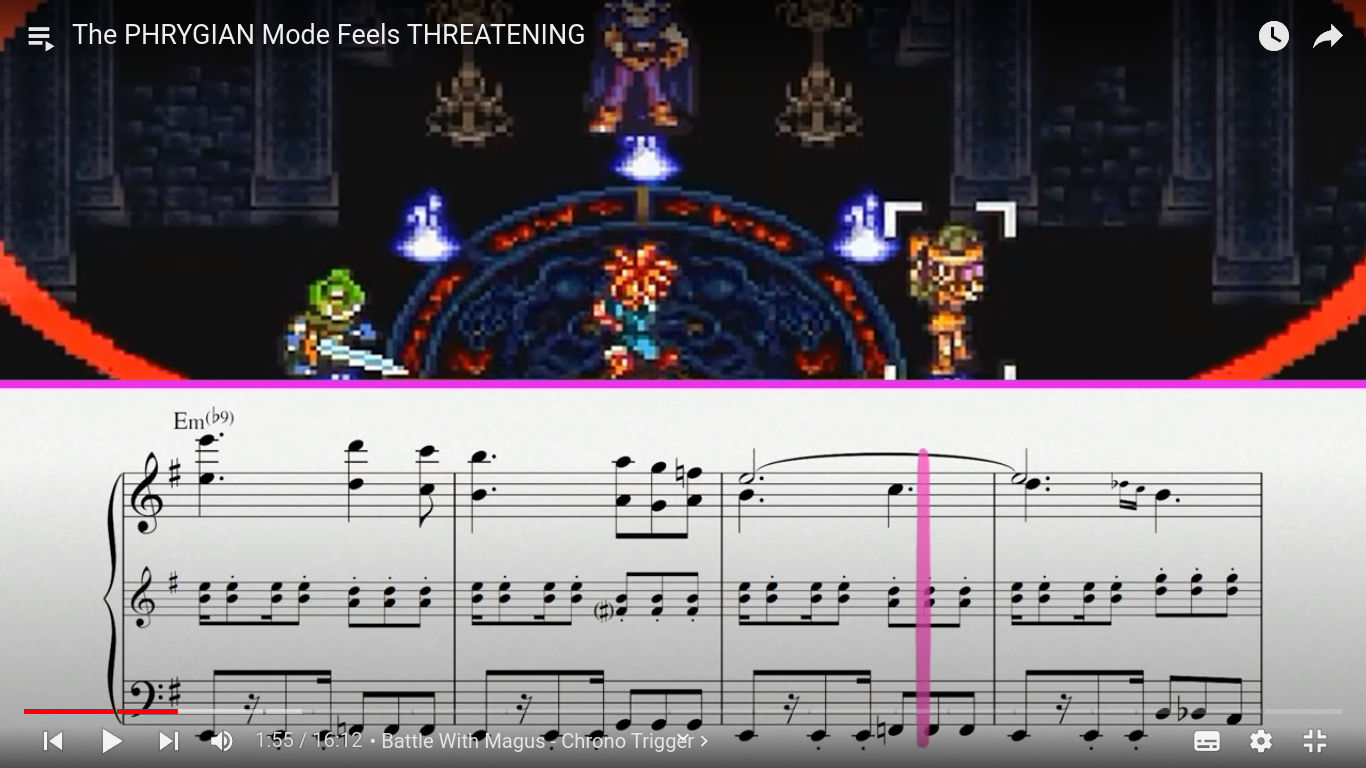 The PHRYGIAN Mode Feels THREATENING
Em(♭9)
1:55 / 16:12 • Battle With Magus - Chrono Trigger